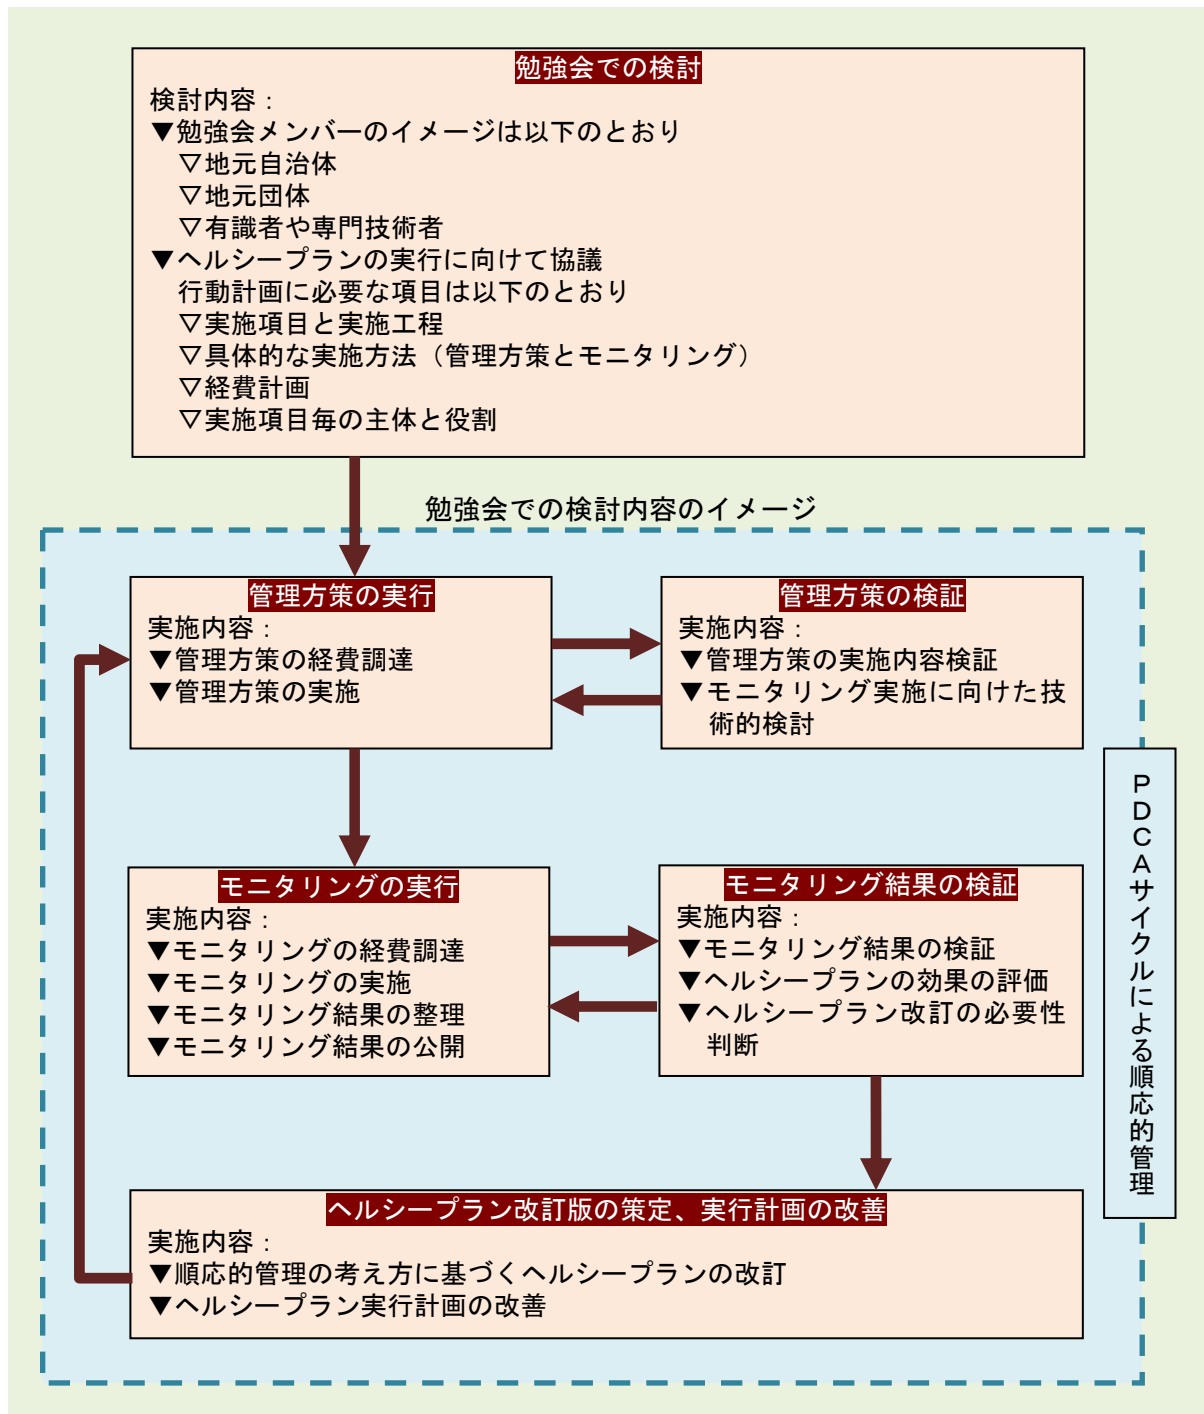 勉強会での検討
検討内容：
▼勉強会メンバーのイメージは以下のとおり
▽地元自治体
▽地元団体
▽有識者や専門技術者
▼ヘルシープランの実行に向けて協議
行動計画に必要な項目は以下のとおり
▽実施項目と実施工程
▽具体的な実施方法（管理方策とモニタリング）
▽経費計画
▽実施項目毎の主体と役割
勉強会での検討内容のイメージ
管理方策の実行
実施内容：
▼管理方策の経費調達
▼管理方策の実施
管理方策の検証
実施内容：
▼管理方策の実施内容検証
▼モニタリング実施に向けた技
術的検討
モニタリングの実行
実施内容：
▼モニタリングの経費調達
▼モニタリングの実施
▼モニタリング結果の整理
▼モニタリング結果の公開
モニタリング結果の検証
実施内容：
▼モニタリング結果の検証
▼ヘルシープランの効果の評価
▼ヘルシープラン改訂の必要性
判断
ＰＤＣＡサイクルによる順応的管理
ヘルシープラン改訂版の策定、実行計画の改善
実施内容：
▼順応的管理の考え方に基づくヘルシープランの改訂
▼ヘルシープラン実行計画の改善